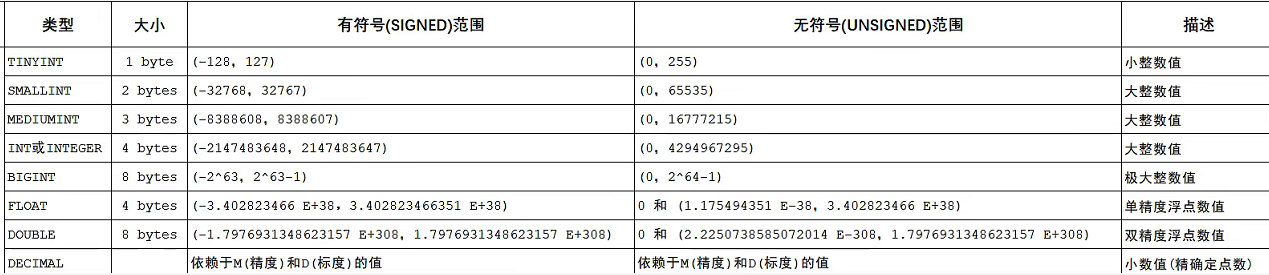 类型 大小 有符号(SIGNED)范围 无符号(UNSIGNED)范围 描述
TINYINT 1 byte (-128, 127) (0, 255) 小整数值
SMALLINT 2 bytes (-32768, 32767) (0, 65535) 大整数值
MEDIUMINT 3 bytes (-8388608, 8388607) (0, 16777215) 大整数值
INT或INTEGER 4 bytes (-2147483648, 2147483647) (0, 4294967295) 大整数值
BIGINT 8 bytes (-2^63, 2^63-1) (0, 2^64-1) 极大整数值
FLOAT 4 bytes (-3.402823466 E+38, 3.402823466351 E+38) 0 和 (1.175494351 E-38, 3.402823466 E+38) 单精度浮点数值
DOUBLE 8 bytes (-1.7976931348623157 E+308, 1.7976931348623157 E+308) 0 和 (2.2250738585072014 E-308, 1.7976931348623157 E+308) 双精度浮点数值
DECIMAL 依赖于M(精度)和D(标度)的值 依赖于M(精度)和D(标度)的值 小数值(精确定点数)